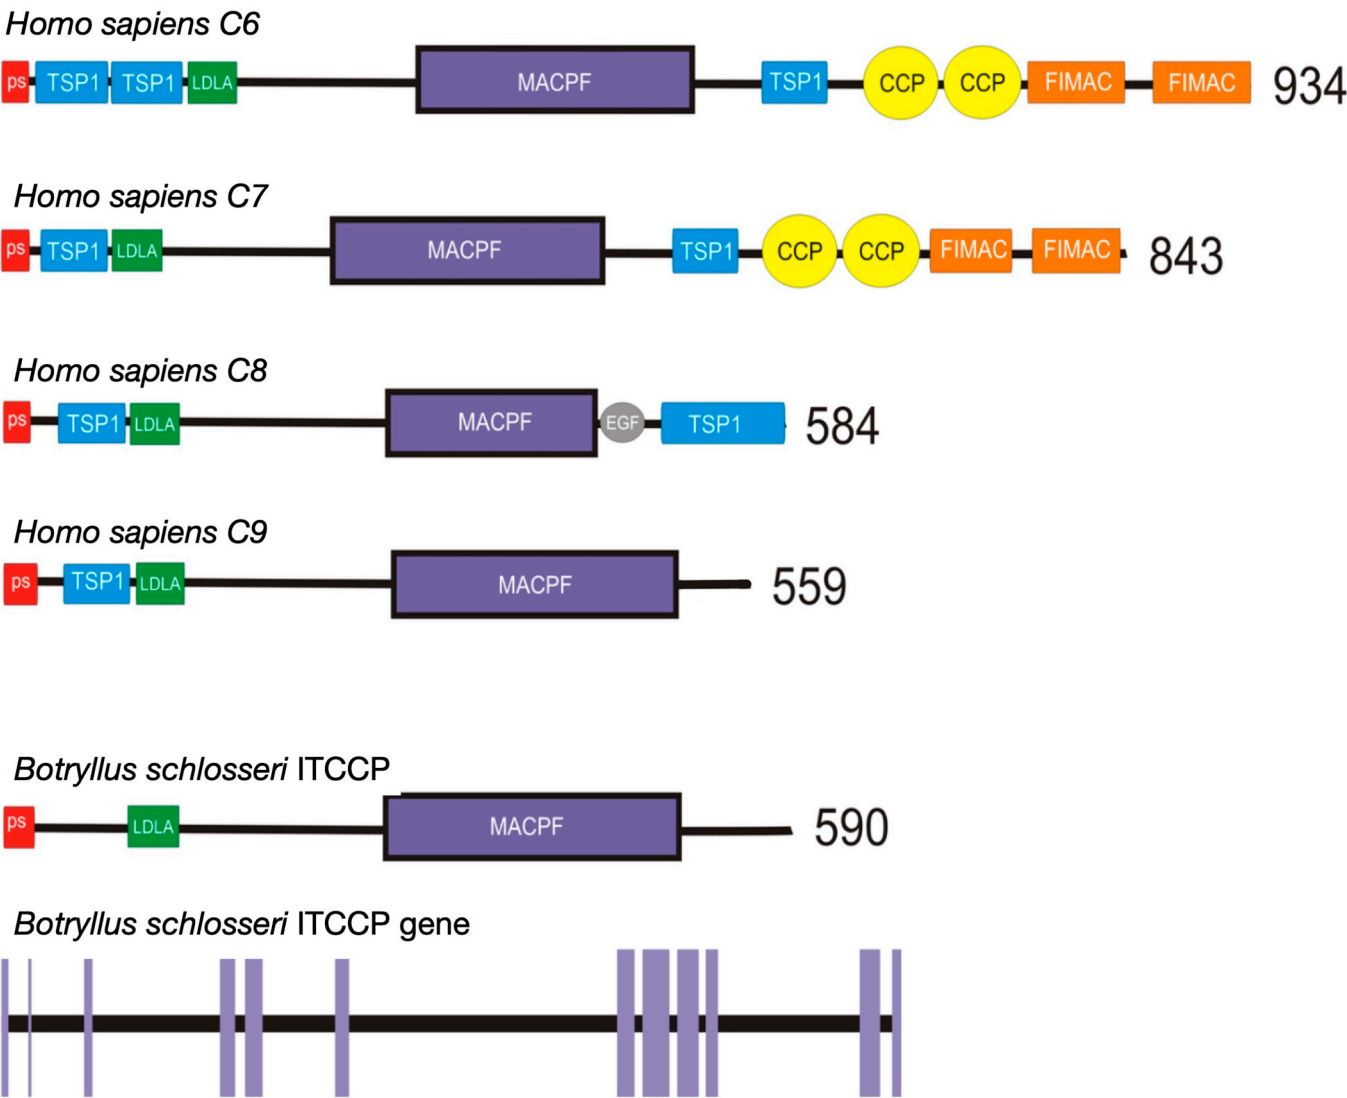 Homo sapiens C6
ps TSP1 TSP1 LDLA MACPF TSP1 CCP CCP FIMAC FIMAC 934
Homo sapiens C7
ps TSP1 LDLA MACPF TSP1 CCP CCP FIMAC FIMAC 843
Homo sapiens C8
ps TSP1 LDLA MACPF EGF TSP1 584
Homo sapiens C9
ps TSP1 LDLA MACPF 559
Botryllus schlosseri ITCCP
ps LDLA MACPF 590
Botryllus schlosseri ITCCP gene